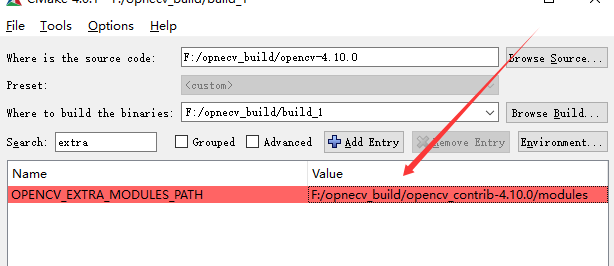 CMake 4.0.1 - F:/opnecv_build/build_1
File Tools Options Help
Where is the source code: F:/opnecv_build/opencv-4.10.0 Browse Source...
Preset: <custom>
Where to build the binaries: F:/opnecv_build/build_1 Browse Build...
Search: extra Grouped Advanced Add Entry Remove Entry Environment...
Name Value
OPENCV_EXTRA_MODULES_PATH F:/opnecv_build/opencv_contrib-4.10.0/modules